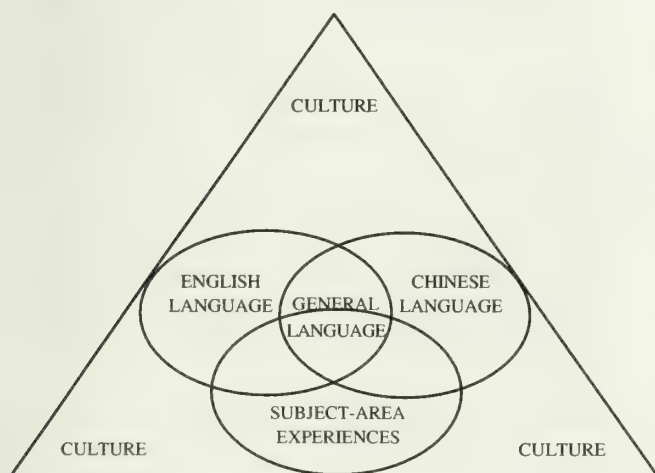 CULTURE
ENGLISH
LANGUAGE
CHINESE
LANGUAGE
GENERAL
LANGUAGE
SUBJECT-AREA
EXPERIENCES
CULTURE
CULTURE